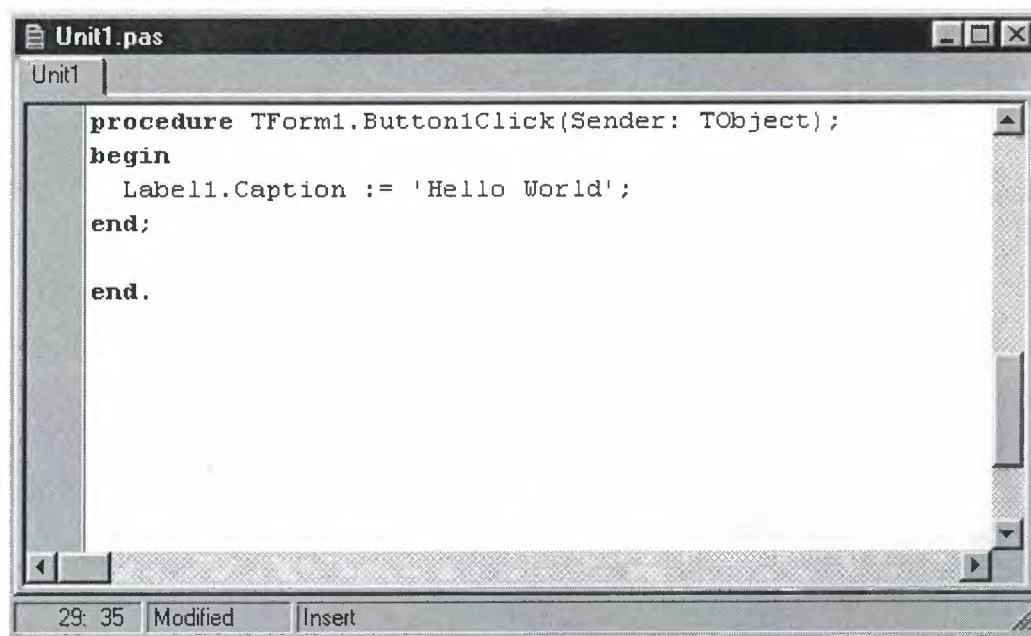 Unit1.pas
Unit1
procedure TForm1.Button1Click(Sender: TObject);
begin
  Label1.Caption := 'Hello World';
end;
end.
29: 35 Modified Insert